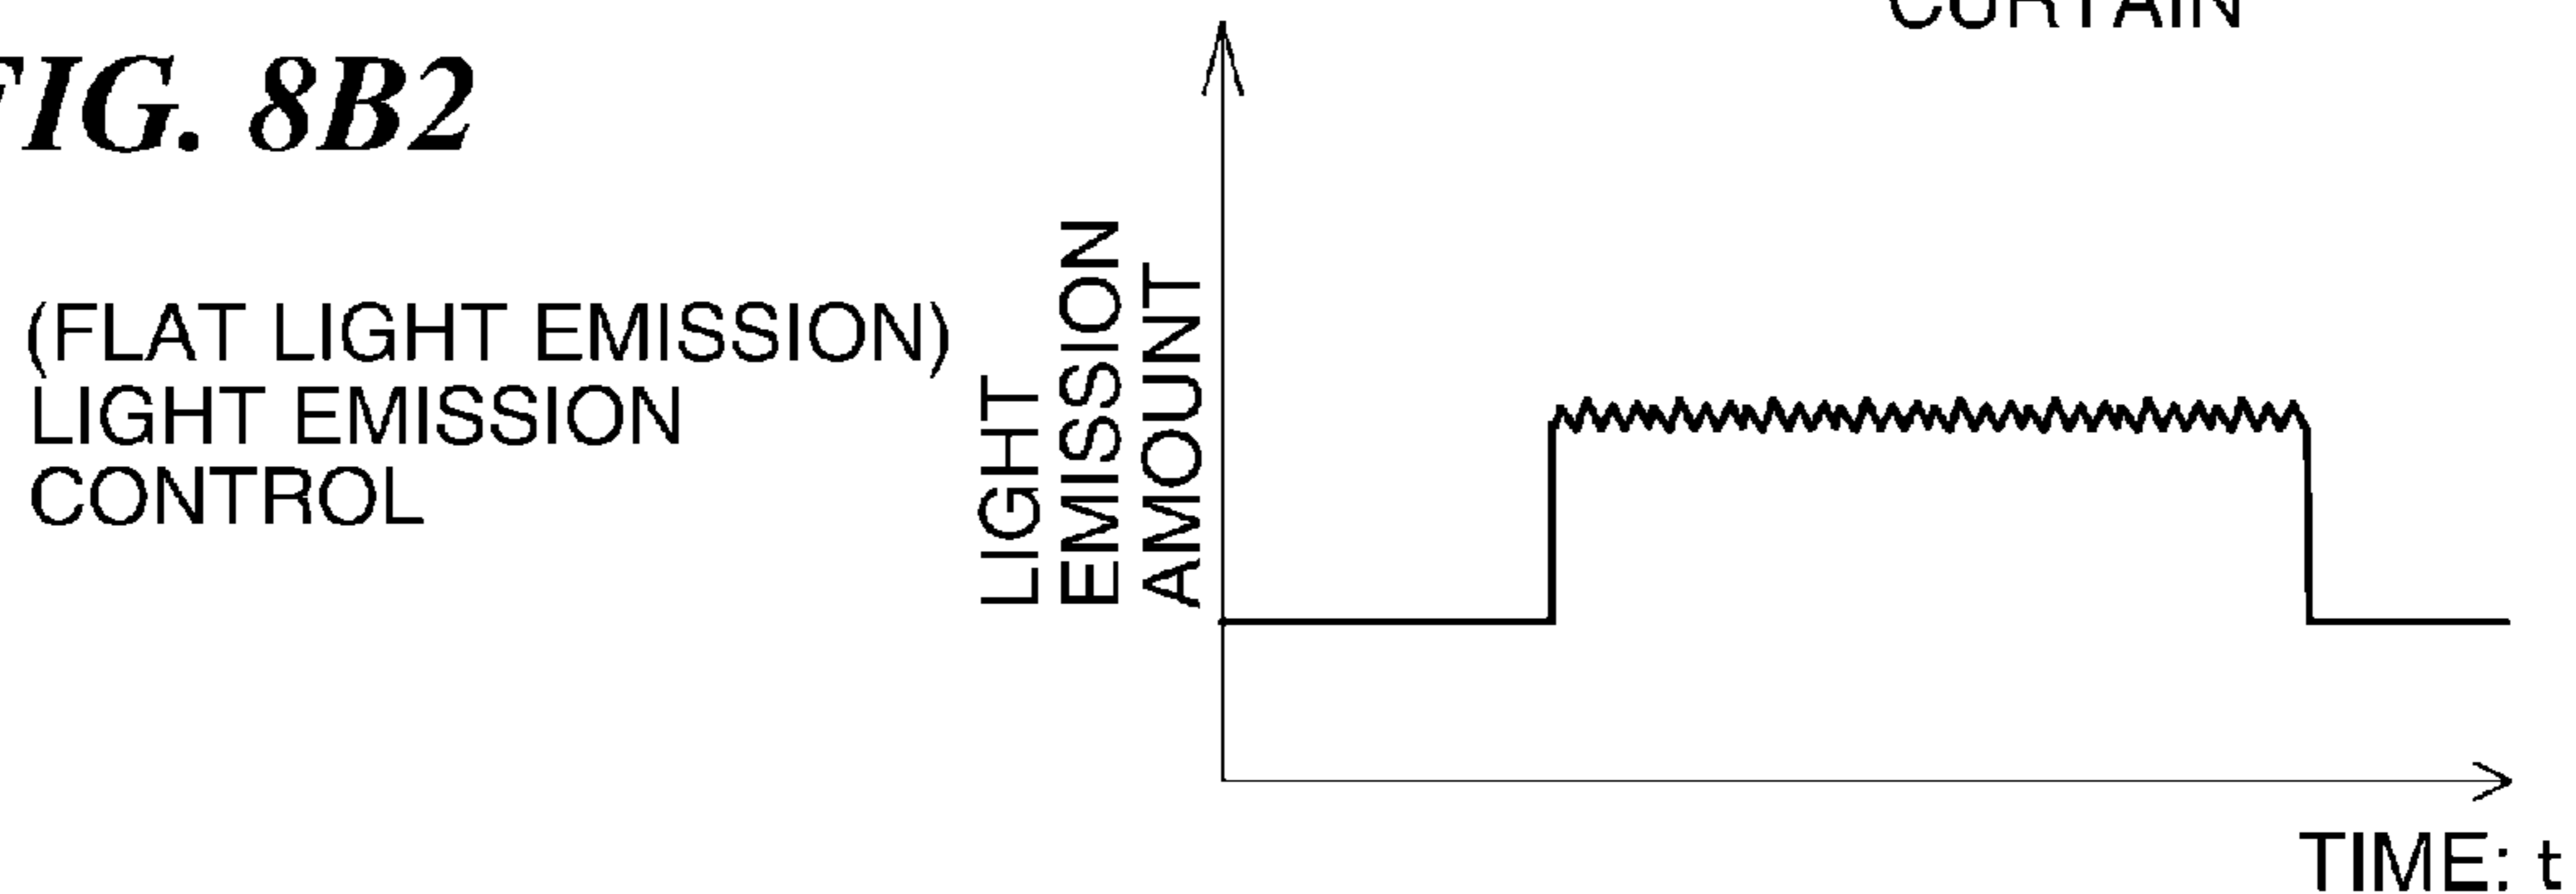 CURTAIN
FIG. 8B2
(FLAT LIGHT EMISSION)
LIGHT EMISSION
CONTROL
LIGHT
EMISSION
AMOUNT
TIME: t